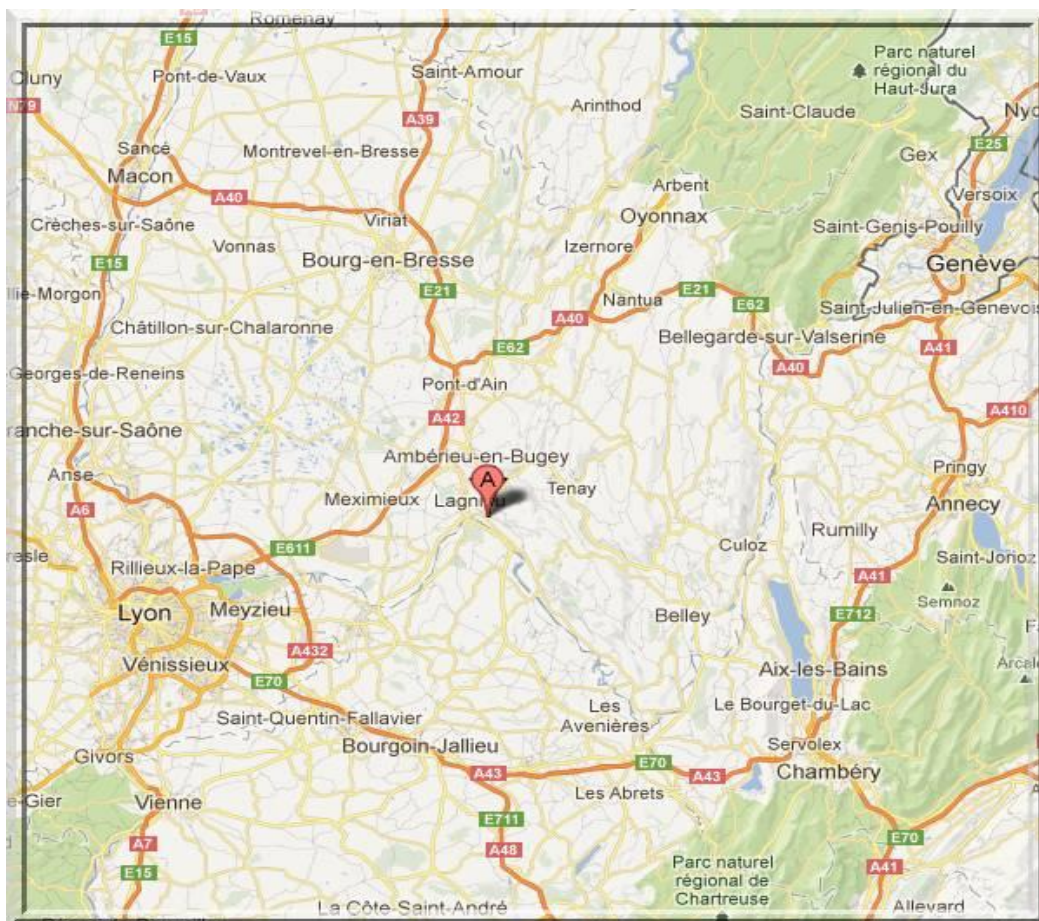 Romenay
E15
Parc naturel
régional du
Haut-Jura
Cluny
Pont-de-Vaux
Saint-Amour
N79
A39
Arinthod
Saint-Claude
Sancé
Montrevel-en-Bresse
E25
Gex
Macon
Arbent
Versoix
A40
Oyonnax
Crèches-sur-Saône
Viriat
Saint-Genis-Pouilly
Vonnas
Izernore
Bourg-en-Bresse
Genève
E15
E21
E21
E62
Nantua
Saint-Julien-en-Genevois
A40
Châtillon-sur-Chalaronne
Bellegarde-sur-Valserine
E62
A41
A40
-Georges-de-Reneins
Pont-d'Ain
A42
A410
anche-sur-Saône
Ambérieu-en-Bugey
Pringy
Anse
A
Tenay
Meximieux
Annecy
A6
Rumilly
E611
Culoz
Saint-Jorioz
Rillieux-la-Pape
A41
Semnoz
Lyon
Meyzieu
Belley
E712
A432
Vénissieux
Aix-les-Bains
E70
Les
Avenières
Le Bourget-du-Lac
Saint-Quentin-Fallavier
Bourgoin-Jallieu
Servolex
Givors
E70
A43
A43
Chambéry
Les Abrets
Vienne
E711
E70
A7
A48
A41
E15
Parc naturel
régional de
Chartreuse
La Côte-Saint-André
Allevard